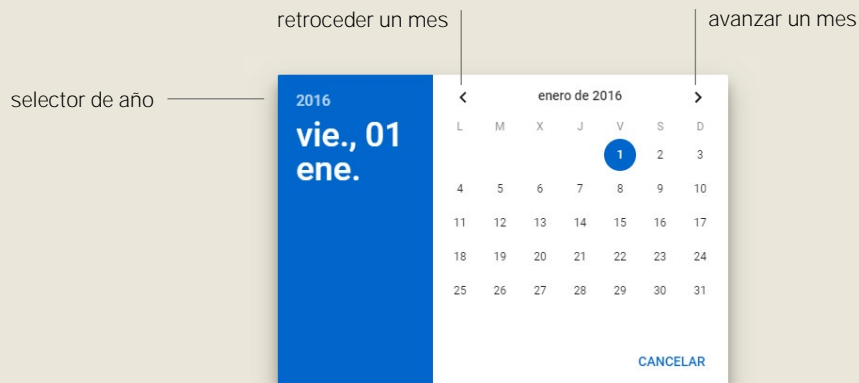 retroceder un mes
avanzar un mes
selector de año
2016
vie., 01
ene.
enero de 2016
L M X J V S D
1 2 3
4 5 6 7 8 9 10
11 12 13 14 15 16 17
18 19 20 21 22 23 24
25 26 27 28 29 30 31
CANCELAR